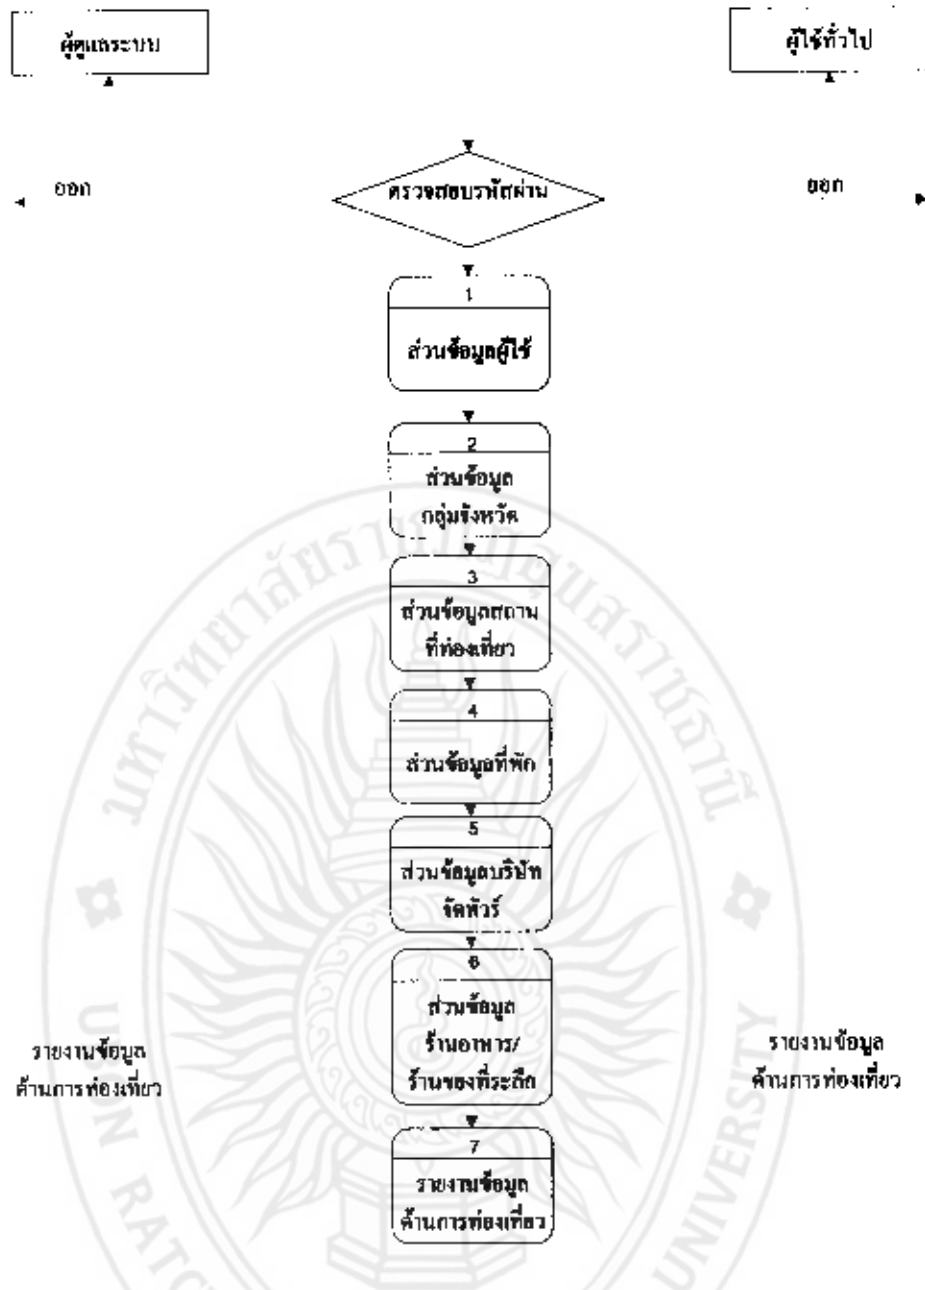 ผู้ดูแลระบบ
ผู้ใช้ทั่วไป
ออก
ตรวจสอบรหัสผ่าน
ออก
1
ส่วนข้อมูลผู้ใช้
2
ส่วนข้อมูล
กลุ่มจังหวัด
3
ส่วนข้อมูลสถาน
ที่ท่องเที่ยว
4
ส่วนข้อมูลที่พัก
5
ส่วนข้อมูลบริษัท
จัดทัวร์
6
ส่วนข้อมูล
ร้านอาหาร/
ร้านของที่ระลึก
รายงานข้อมูล
ด้านการท่องเที่ยว
รายงานข้อมูล
ด้านการท่องเที่ยว
7
รายงานข้อมูล
ด้านการท่องเที่ยว
UNIVERSITY